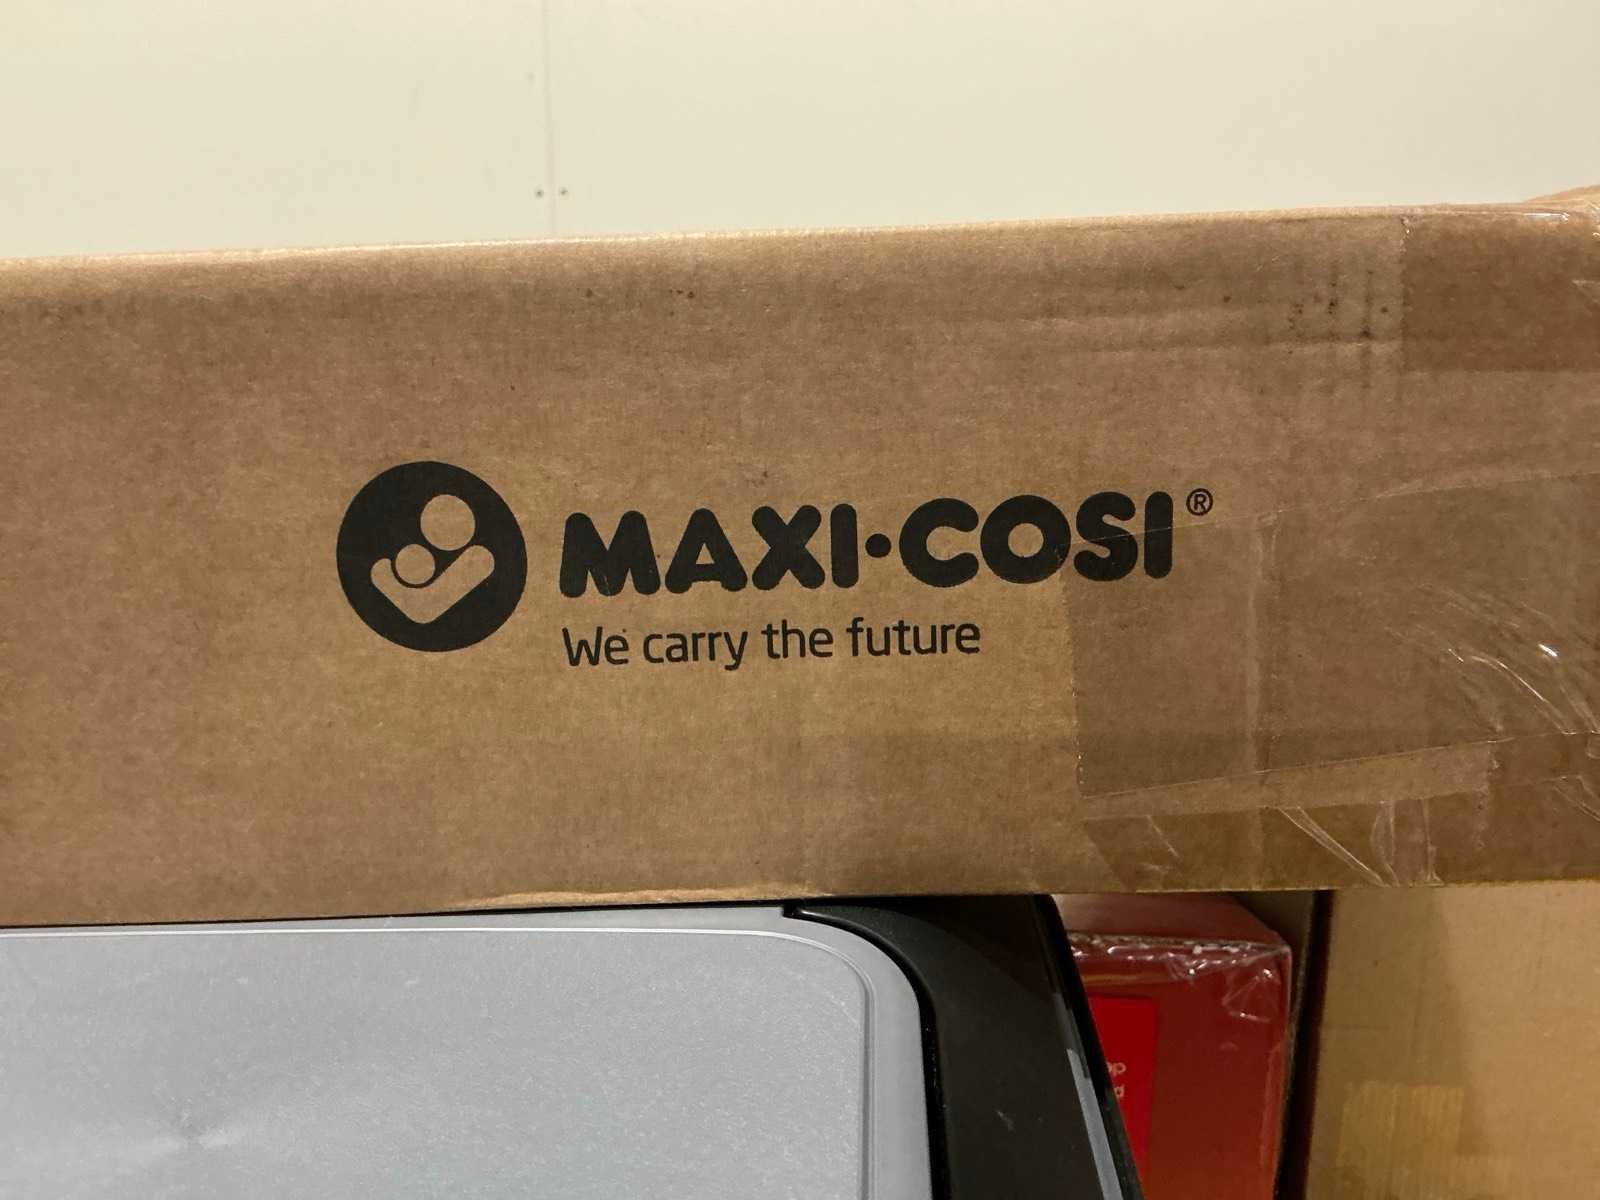 MAXI·COSI®
We carry the future